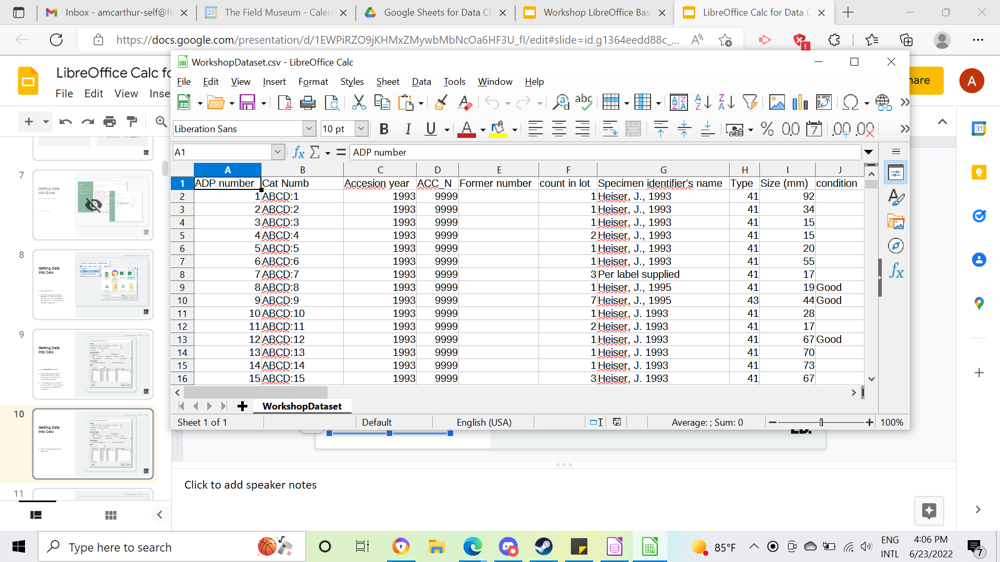 Inbox - amcarthur-self@fi
The Field Museum - Calen
Google Sheets for Data Cl
Workshop LibreOffice Bas
LibreOffice Calc for Data C
https://docs.google.com/presentation/d/1EWPiRZO9jKHMxZMywbMbNcOa6HF3U_fI/edit#slide=id.g1364eedd88c_...
LibreOffice Calc fo
File Edit View Inse
hare
A
WorkshopDataset.csv - LibreOffice Calc
File Edit View Insert Format Styles Sheet Data Tools Window Help
Liberation Sans 10 pt
A1 ADP number
A B C D E F G H I J
1 ADP number Cat Numb Accesion year ACC_N Former number count in lot Specimen identifier's name Type Size (mm) condition
2 1 ABCD:1 1993 9999 1 Heiser, J., 1993 41 92
3 2 ABCD:2 1993 9999 1 Heiser, J., 1993 41 34
4 3 ABCD:3 1993 9999 1 Heiser, J., 1993 41 15
5 4 ABCD:4 1993 9999 2 Heiser, J., 1993 41 15
6 5 ABCD:5 1993 9999 1 Heiser, J., 1993 41 20
7 6 ABCD:6 1993 9999 1 Heiser, J., 1993 41 55
8 7 ABCD:7 1993 9999 3 Per label supplied 41 17
9 8 ABCD:8 1993 9999 1 Heiser, J., 1995 41 19 Good
10 9 ABCD:9 1993 9999 7 Heiser, J., 1995 43 44 Good
11 10 ABCD:10 1993 9999 1 Heiser, J. 1993 41 28
12 11 ABCD:11 1993 9999 2 Heiser, J. 1993 41 17
13 12 ABCD:12 1993 9999 1 Heiser, J. 1993 41 67 Good
14 13 ABCD:13 1993 9999 1 Heiser, J. 1993 41 70
15 14 ABCD:14 1993 9999 1 Heiser, J. 1993 41 73
16 15 ABCD:15 1993 9999 3 Heiser, J. 1993 41 67
WorkshopDataset
Sheet 1 of 1 Default English (USA) Average: ; Sum: 0 100%
7
Getting Data
Into Excel
8
Getting Data
Into Calc
9
Getting Data
Into Calc
10
Getting Data
Into Calc
11
ED.
Click to add speaker notes
Type here to search
85°F
ENG
INTL
4:06 PM
6/23/2022
7